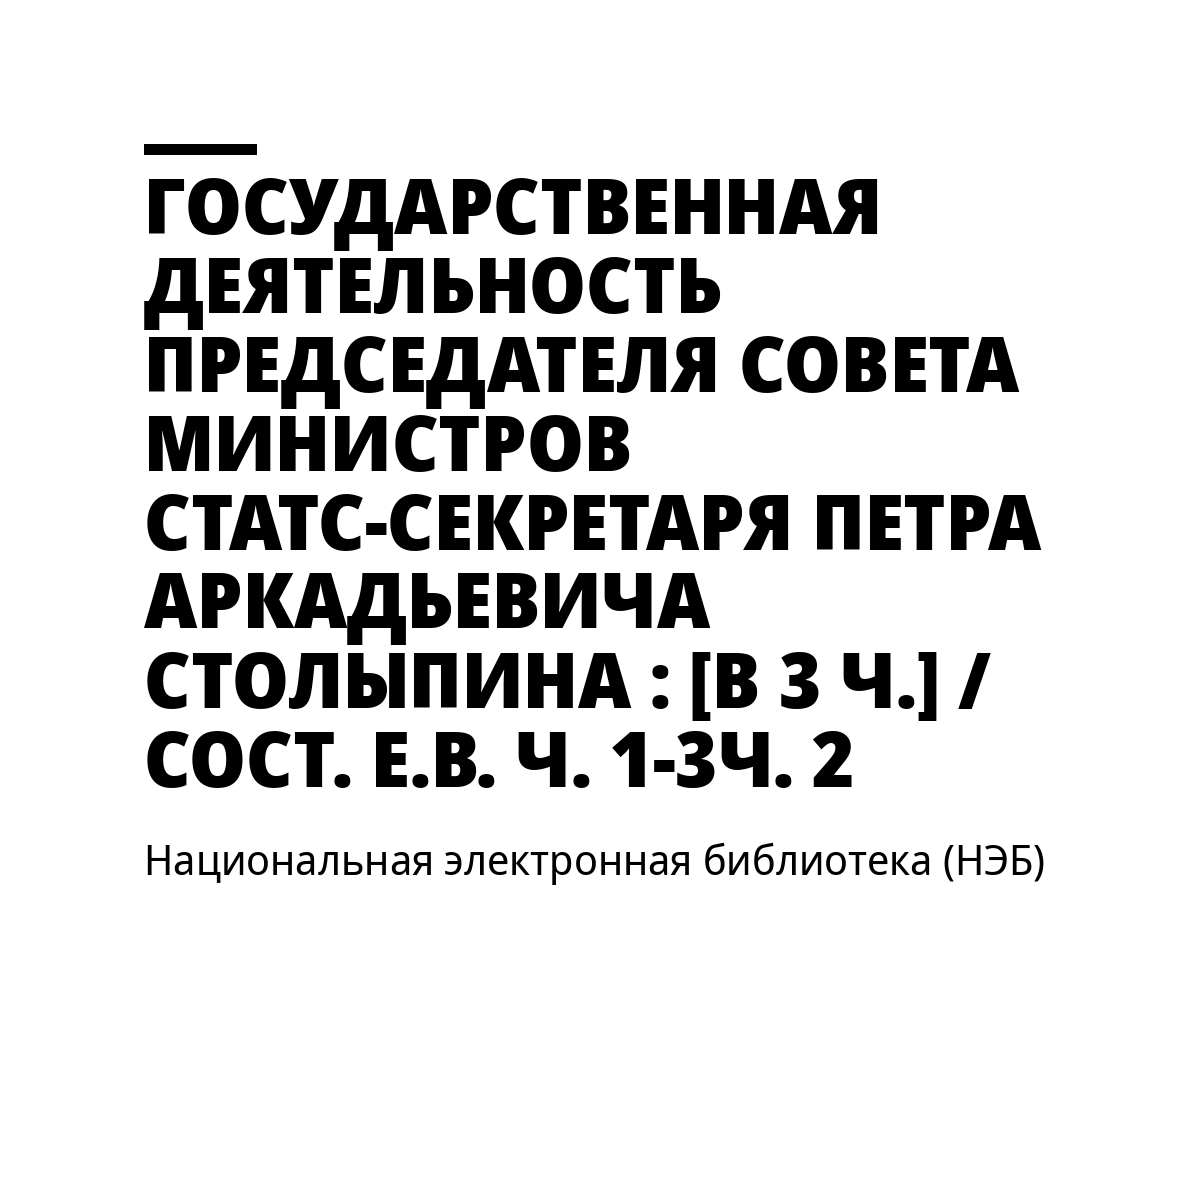 ГОСУДАРСТВЕННАЯ
ДЕЯТЕЛЬНОСТЬ
ПРЕДСЕДАТЕЛЯ СОВЕТА
МИНИСТРОВ
СТАТС-СЕКРЕТАРЯ ПЕТРА
АРКАДЬЕВИЧА
СТОЛЫПИНА : [В 3 Ч.] /
СОСТ. Е.В. Ч. 1-3Ч. 2
Национальная электронная библиотека (НЭБ)